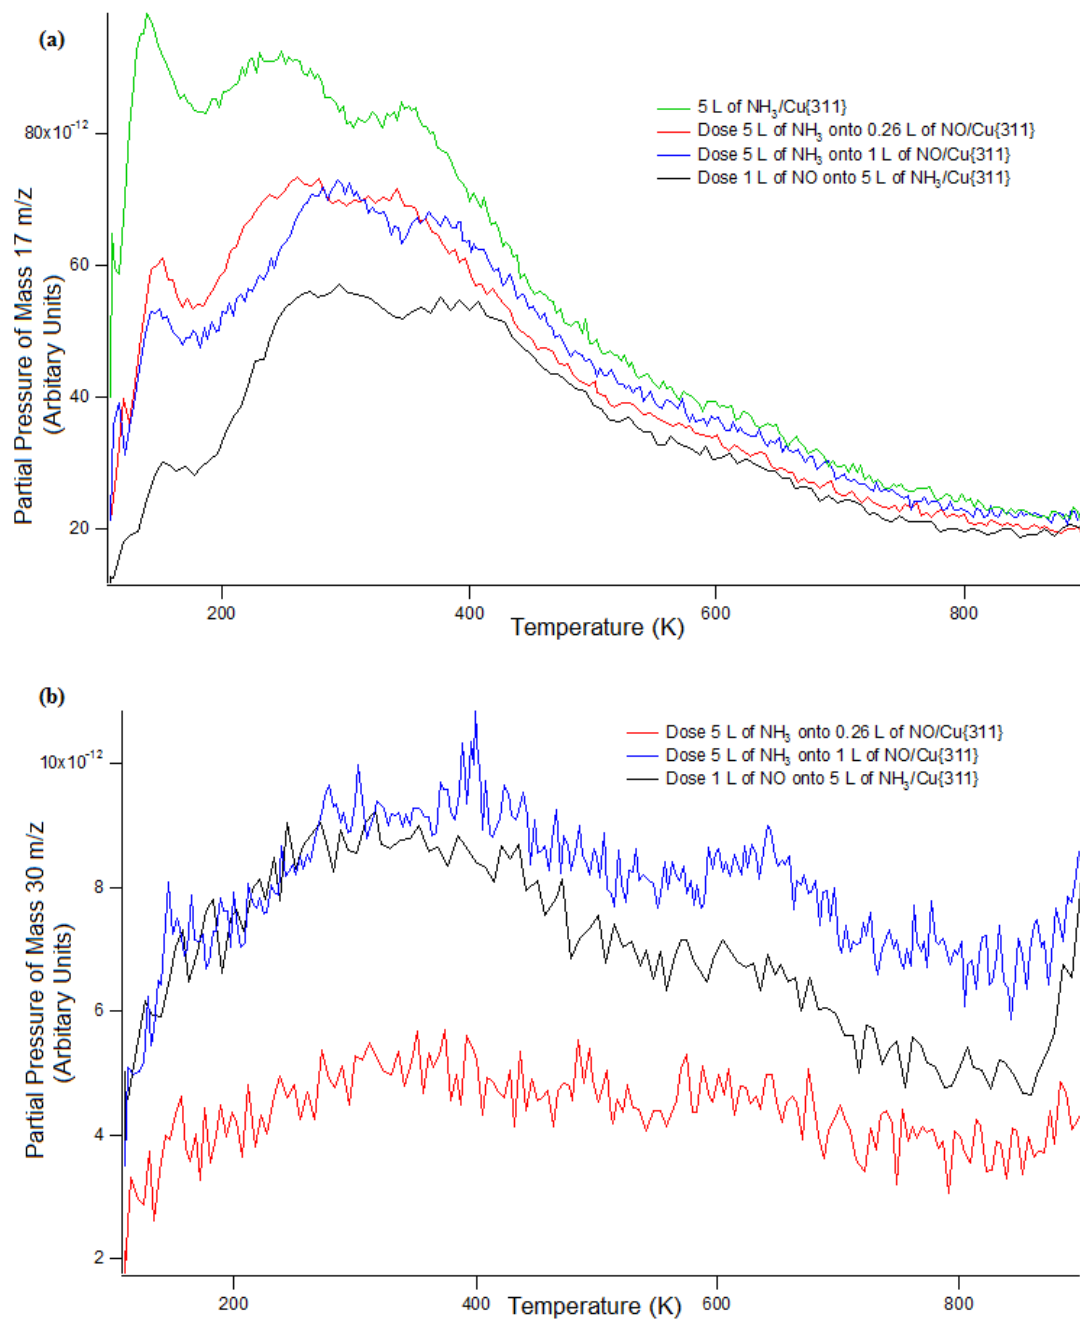 (a)
5 L of NH₃/Cu{311}
Dose 5 L of NH₃ onto 0.26 L of NO/Cu{311}
Dose 5 L of NH₃ onto 1 L of NO/Cu{311}
Dose 1 L of NO onto 5 L of NH₃/Cu{311}
Partial Pressure of Mass 17 m/z
(Arbitary Units)
80x10⁻¹²
60
40
20
200 400 600 800
Temperature (K)
(b)
Dose 5 L of NH₃ onto 0.26 L of NO/Cu{311}
Dose 5 L of NH₃ onto 1 L of NO/Cu{311}
Dose 1 L of NO onto 5 L of NH₃/Cu{311}
Partial Pressure of Mass 30 m/z
(Arbitary Units)
10x10⁻¹²
8
6
4
2
200 400 600 800
Temperature (K)